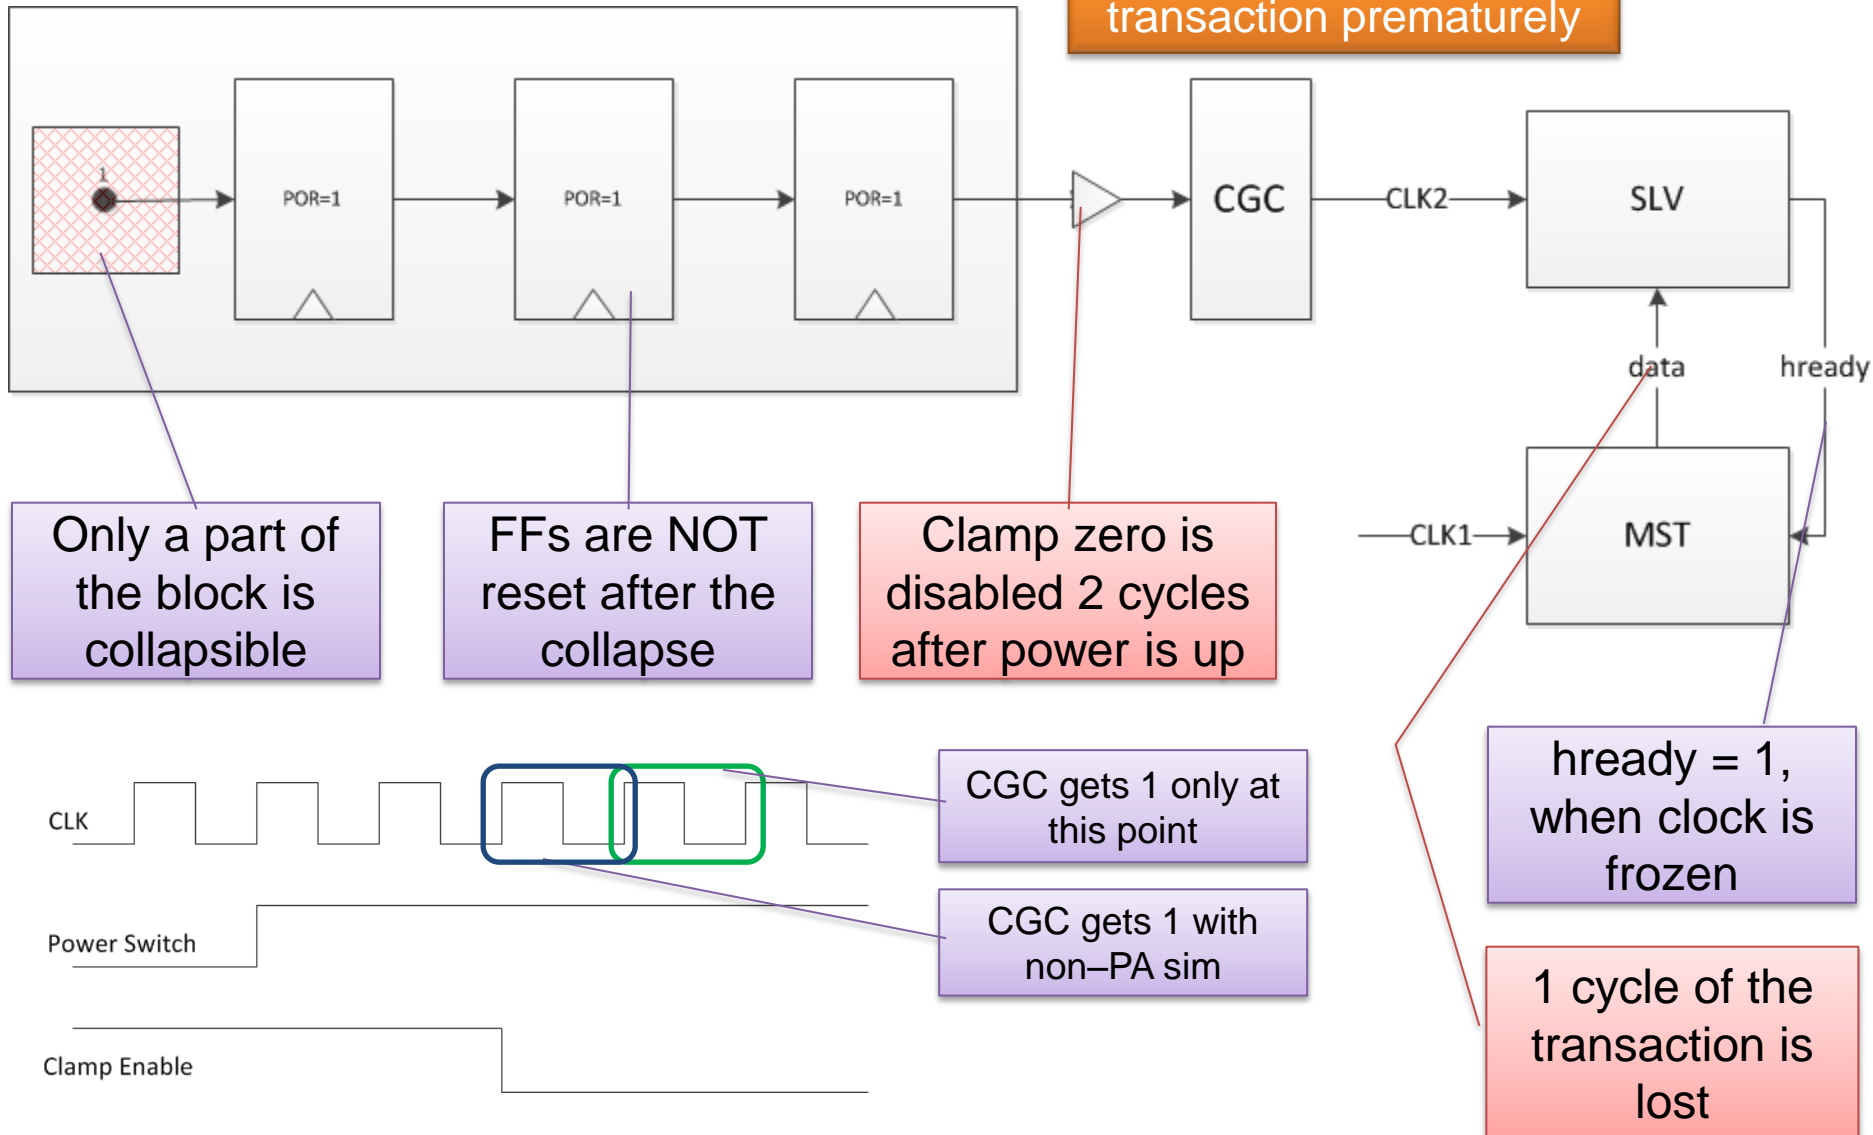 transaction prematurely
1
POR=1
POR=1
POR=1
CGC
CLK2
SLV
data
hready
CLK1
MST
Only a part of
the block is
collapsible
FFs are NOT
reset after the
collapse
Clamp zero is
disabled 2 cycles
after power is up
hready = 1,
when clock is
frozen
1 cycle of the
transaction is
lost
CLK
Power Switch
Clamp Enable
CGC gets 1 only at
this point
CGC gets 1 with
non–PA sim